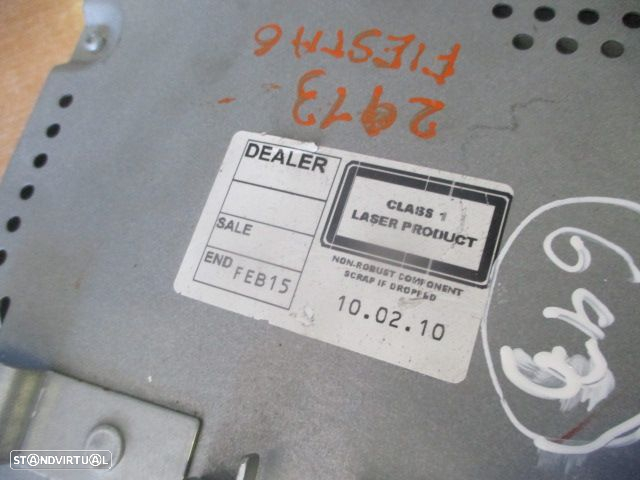 2973
FIESTA 6
DEALER
SALE
END FEB15
CLASS 1
LASER PRODUCT
NON-ROBUST COMPONENT
SCRAP IF DROPPED
10.02.10
STANDVIRTUAL